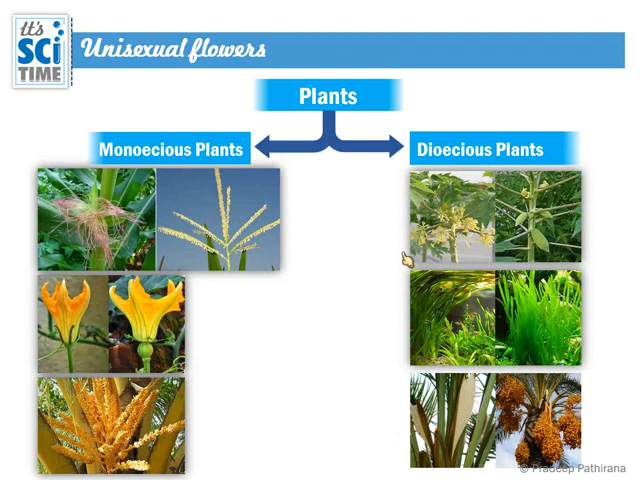 It's
SCi
TIME
Unisexual flowers
Plants
Monoecious Plants
Dioecious Plants
© Pradeep Pathirana